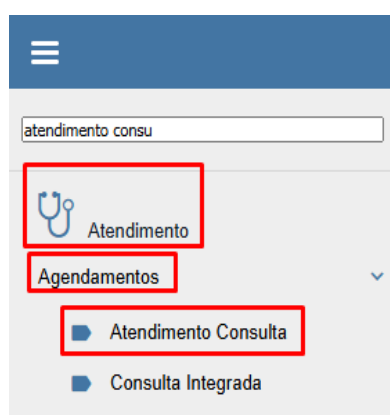 atendimento consu
Atendimento
Agendamentos
Atendimento Consulta
Consulta Integrada